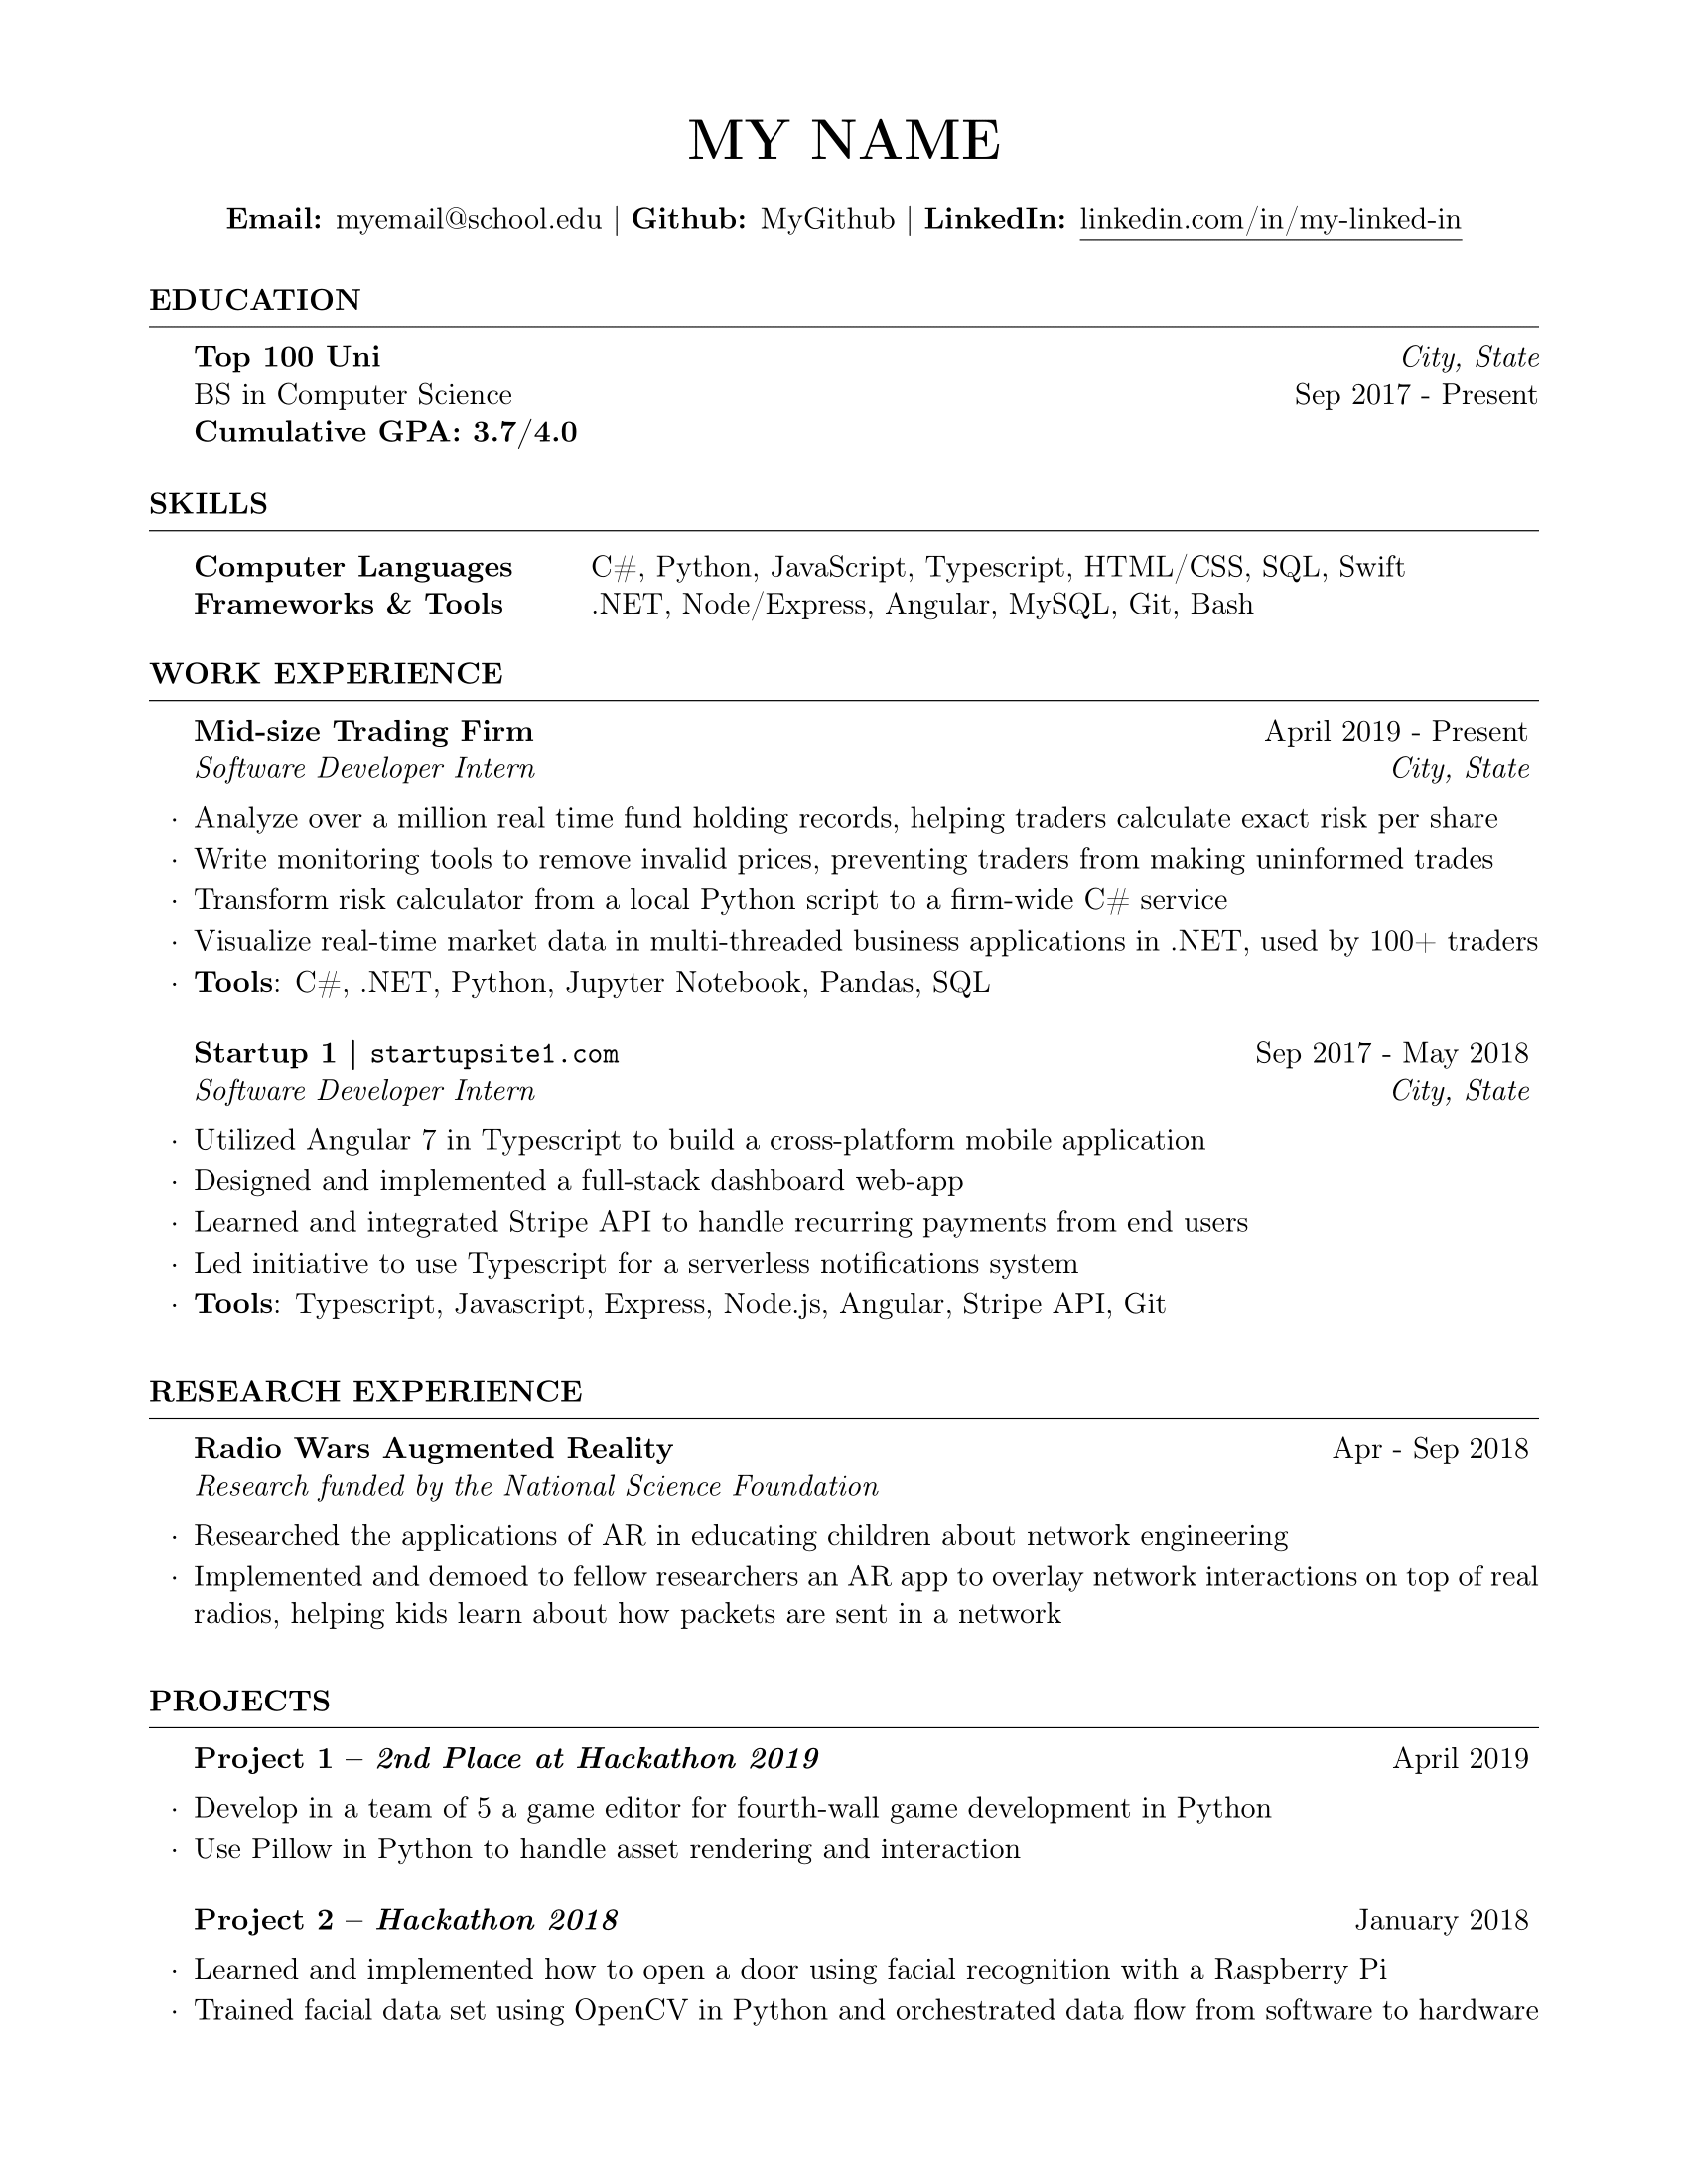 MY NAME
Email: myemail@school.edu | Github: MyGithub | LinkedIn: linkedin.com/in/my-linked-in
EDUCATION
Top 100 Uni City, State
BS in Computer Science Sep 2017 - Present
Cumulative GPA: 3.7/4.0
SKILLS
Computer Languages C#, Python, JavaScript, Typescript, HTML/CSS, SQL, Swift
Frameworks & Tools .NET, Node/Express, Angular, MySQL, Git, Bash
WORK EXPERIENCE
Mid-size Trading Firm April 2019 - Present
Software Developer Intern City, State
· Analyze over a million real time fund holding records, helping traders calculate exact risk per share
· Write monitoring tools to remove invalid prices, preventing traders from making uninformed trades
· Transform risk calculator from a local Python script to a firm-wide C# service
· Visualize real-time market data in multi-threaded business applications in .NET, used by 100+ traders
· Tools: C#, .NET, Python, Jupyter Notebook, Pandas, SQL
Startup 1 | startupsite1.com Sep 2017 - May 2018
Software Developer Intern City, State
· Utilized Angular 7 in Typescript to build a cross-platform mobile application
· Designed and implemented a full-stack dashboard web-app
· Learned and integrated Stripe API to handle recurring payments from end users
· Led initiative to use Typescript for a serverless notifications system
· Tools: Typescript, Javascript, Express, Node.js, Angular, Stripe API, Git
RESEARCH EXPERIENCE
Radio Wars Augmented Reality Apr - Sep 2018
Research funded by the National Science Foundation
· Researched the applications of AR in educating children about network engineering
· Implemented and demoed to fellow researchers an AR app to overlay network interactions on top of real
radios, helping kids learn about how packets are sent in a network
PROJECTS
Project 1 – 2nd Place at Hackathon 2019 April 2019
· Develop in a team of 5 a game editor for fourth-wall game development in Python
· Use Pillow in Python to handle asset rendering and interaction
Project 2 – Hackathon 2018 January 2018
· Learned and implemented how to open a door using facial recognition with a Raspberry Pi
· Trained facial data set using OpenCV in Python and orchestrated data flow from software to hardware